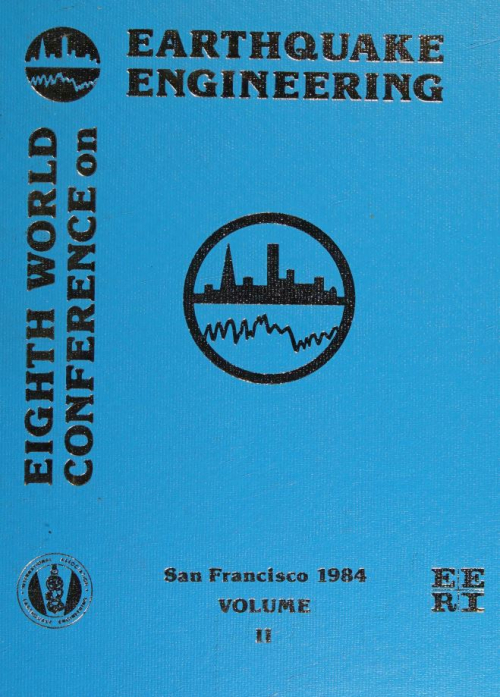 EIGHTH WORLD
CONFERENCE on
EARTHQUAKE
ENGINEERING
San Francisco 1984
VOLUME
II
EE
RI